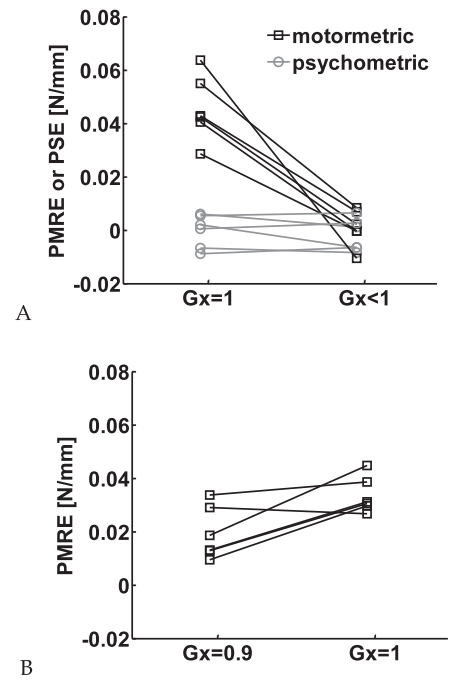 0.08
motormetric
psychometric
0.06
0.04
0.02
0
-0.02
PMRE or PSE [N/mm]
Gx=1
Gx<1
A
0.08
0.06
0.04
0.02
0
-0.02
PMRE [N/mm]
Gx=0.9
Gx=1
B